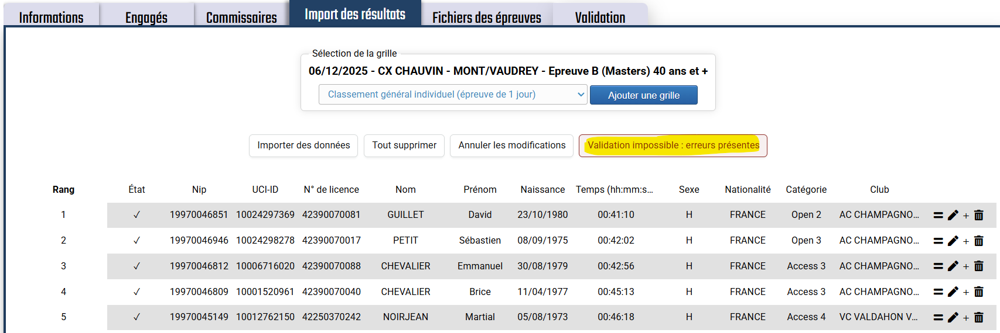 Informations Engagés Commissaires Import des résultats Fichiers des épreuves Validation
Sélection de la grille
06/12/2025 - CX CHAUVIN - MONT/VAUDREY - Epreuve B (Masters) 40 ans et +
Classement général individuel (épreuve de 1 jour) Ajouter une grille
Importer des données Tout supprimer Annuler les modifications Validation impossible : erreurs présentes
Rang État Nip UCI-ID N° de licence Nom Prénom Naissance Temps (hh:mm:s... Sexe Nationalité Catégorie Club
1 ✓ 19970046851 10024297369 42390070081 GUILLET David 23/10/1980 00:41:10 H FRANCE Open 2 AC CHAMPAGNO...
2 ✓ 19970046946 10024298278 42390070017 PETIT Sébastien 08/09/1975 00:42:02 H FRANCE Open 3 AC CHAMPAGNO...
3 ✓ 19970046812 10006716020 42390070088 CHEVALIER Emmanuel 30/08/1979 00:42:56 H FRANCE Access 3 AC CHAMPAGNO...
4 ✓ 19970046809 10001520961 42390070040 CHEVALIER Brice 11/04/1977 00:45:13 H FRANCE Access 3 AC CHAMPAGNO...
5 ✓ 19970045149 10012762150 42250370242 NOIRJEAN Martial 05/08/1973 00:46:18 H FRANCE Access 4 VC VALDAHON V...